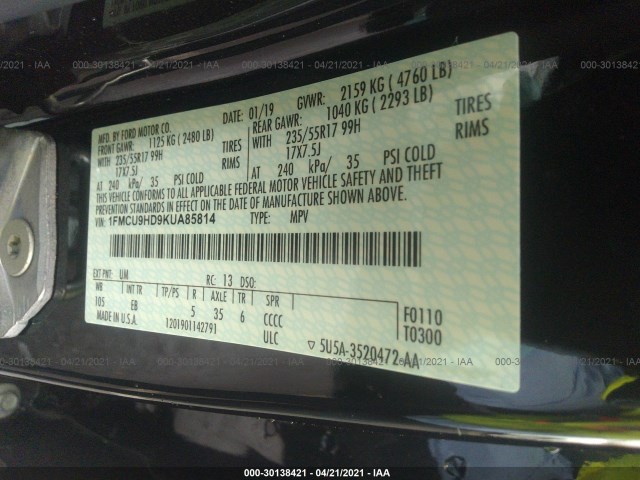 000-30138421 - 04/21/2021 - IAA
MFG. BY FORD MOTOR CO.
DATE: 01/19 GVWR: 2159 KG ( 4760 LB)
FRONT GAWR: 1125 KG ( 2480 LB) REAR GAWR: 1040 KG ( 2293 LB)
WITH 235/55R17 99H TIRES WITH 235/55R17 99H TIRES
17X7.5J RIMS 17X7.5J RIMS
AT 240 kPa/ 35 PSI COLD AT 240 kPa/ 35 PSI COLD
THIS VEHICLE CONFORMS TO ALL APPLICABLE FEDERAL MOTOR VEHICLE SAFETY AND THEFT
PREVENTION STANDARDS IN EFFECT ON THE DATE OF MANUFACTURE SHOWN ABOVE.
VIN: 1FMCU9HD9KUA85814 TYPE: MPV
EXT PNT: UM RC: 13 DSO:
WB INT TR TP/PS R AXLE TR SPR
105 EB 5 35 6 CCCC
MADE IN U.S.A. 1201901142791 ULC
F0110
T0300
5U5A-3520472-AA
000-30138421 - 04/21/2021 - IAA